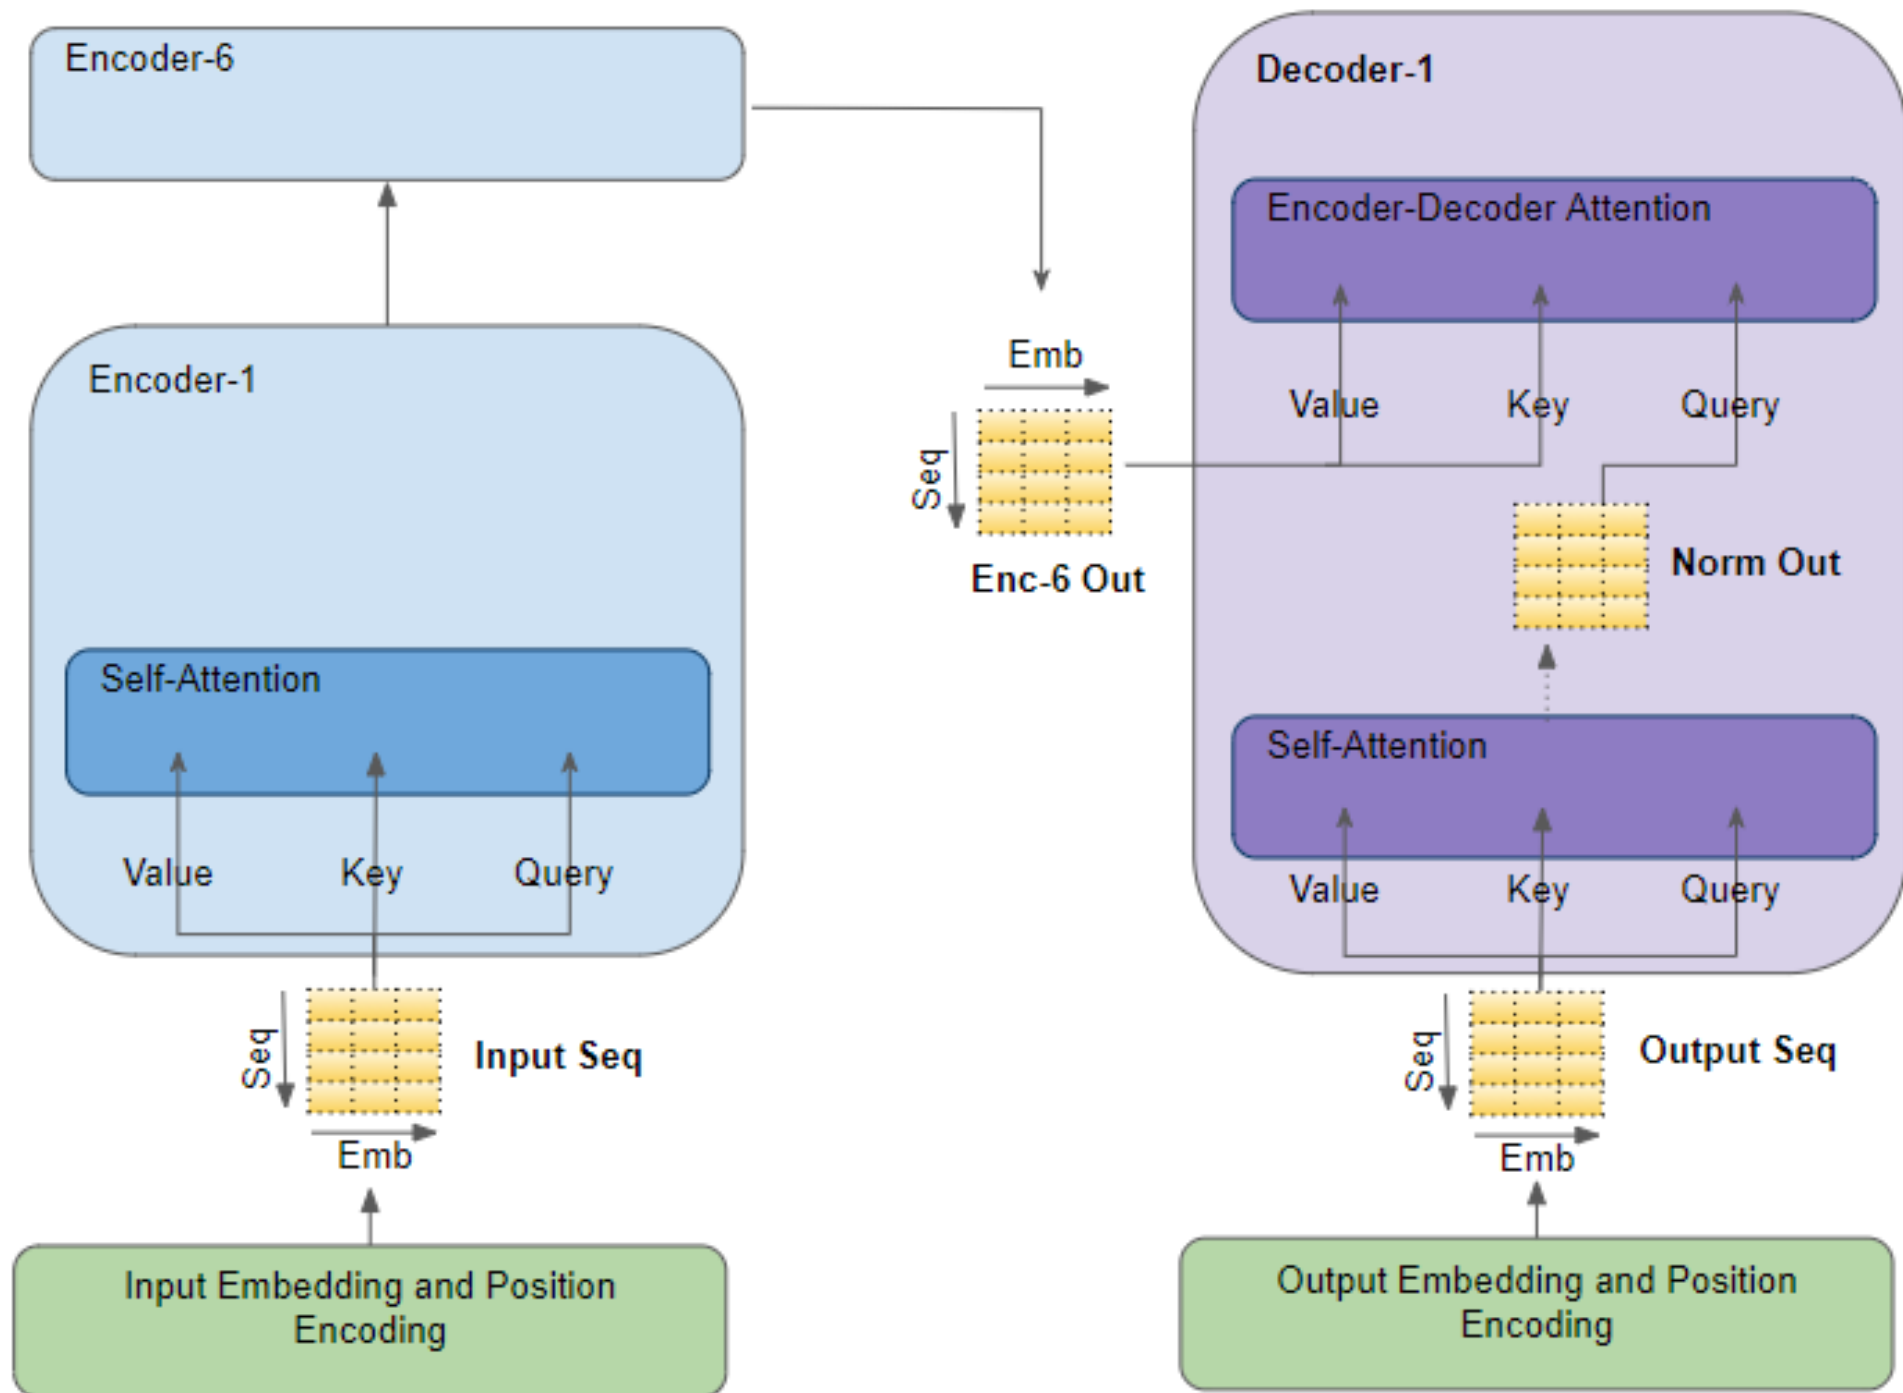 Encoder-6
Encoder-1
Self-Attention
Value Key Query
Seq
Input Seq
Emb
Input Embedding and Position
Encoding
Emb
Seq
Enc-6 Out
Decoder-1
Encoder-Decoder Attention
Value Key Query
Norm Out
Self-Attention
Value Key Query
Seq
Output Seq
Emb
Output Embedding and Position
Encoding